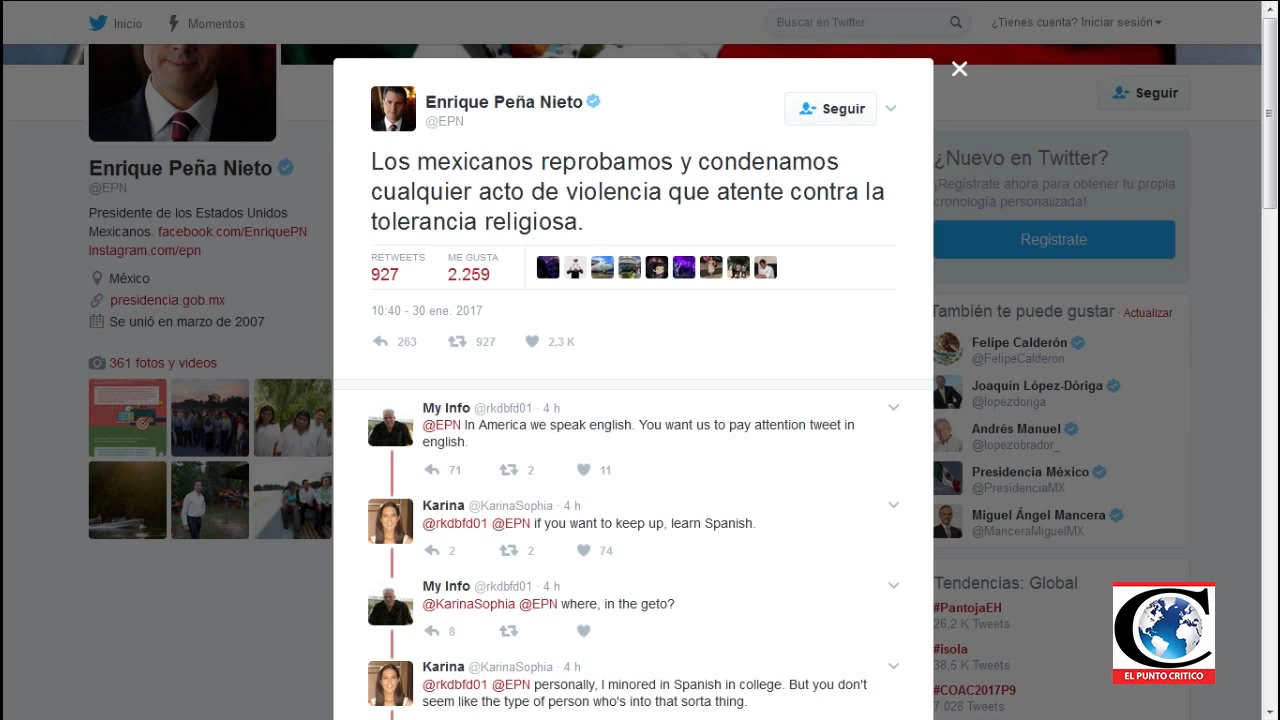 Inicio
Momentos
Buscar en Twitter
¿Tienes cuenta? Iniciar sesión
Seguir
Enrique Peña Nieto
@EPN
Presidente de los Estados Unidos
Mexicanos. facebook.com/EnriquePN
Instagram.com/epn
México
presidencia.gob.mx
Se unió en marzo de 2007
361 fotos y videos
Enrique Peña Nieto
@EPN
Seguir
Los mexicanos reprobamos y condenamos
cualquier acto de violencia que atente contra la
tolerancia religiosa.
RETWEETS
927
ME GUSTA
2.259
10:40 - 30 ene. 2017
263
927
2,3 K
My Info @rkdbfd01 · 4 h
@EPN In America we speak english. You want us to pay attention tweet in
english.
71
2
11
Karina @KarinaSophia · 4 h
@rkdbfd01 @EPN if you want to keep up, learn Spanish.
2
2
74
My Info @rkdbfd01 · 4 h
@KarinaSophia @EPN where, in the geto?
8
Karina @KarinaSophia · 4 h
@rkdbfd01 @EPN personally, I minored in Spanish in college. But you don't
seem like the type of person who's into that sorta thing.
¿Nuevo en Twitter?
¡Regístrate ahora para obtener tu propia
cronología personalizada!
Regístrate
También te puede gustar · Actualizar
Felipe Calderón
@FelipeCalderon
Joaquín López-Dóriga
@lopezdoriga
Andrés Manuel
@lopezobrador_
Presidencia México
@PresidenciaMX
Miguel Ángel Mancera
@ManceraMiguelMX
Tendencias: Global
#PantojaEH
26,2 K Tweets
#isola
38,5 K Tweets
#COAC2017P9
7.028 Tweets
EL PUNTO CRITICO